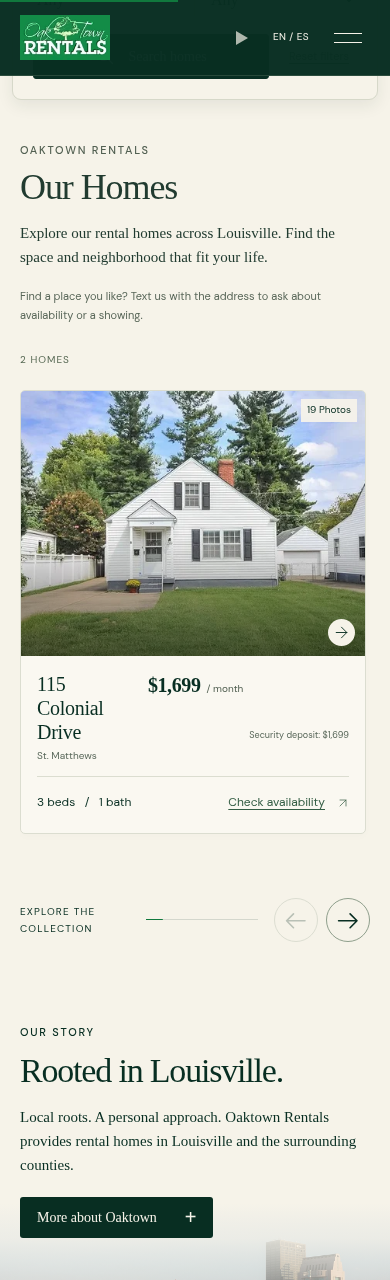 Oak Town
RENTALS
EN / ES
OAKTOWN RENTALS
Our Homes
Explore our rental homes across Louisville. Find the
space and neighborhood that fit your life.
Find a place you like? Text us with the address to ask about
availability or a showing.
2 HOMES
19 Photos
115
Colonial
Drive
$1,699 / month
Security deposit: $1,699
St. Matthews
3 beds / 1 bath
Check availability
EXPLORE THE
COLLECTION
OUR STORY
Rooted in Louisville.
Local roots. A personal approach. Oaktown Rentals
provides rental homes in Louisville and the surrounding
counties.
More about Oaktown +